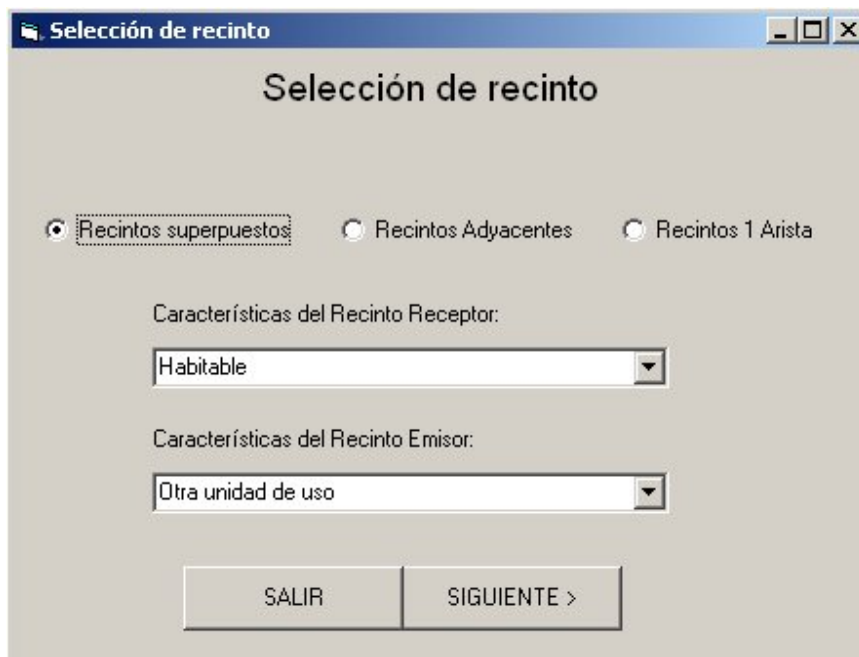 Selección de recinto
Selección de recinto
Recintos superpuestos Recintos Adyacentes Recintos 1 Arista
Características del Recinto Receptor:
Habitable
Características del Recinto Emisor:
Otra unidad de uso
SALIR SIGUIENTE >